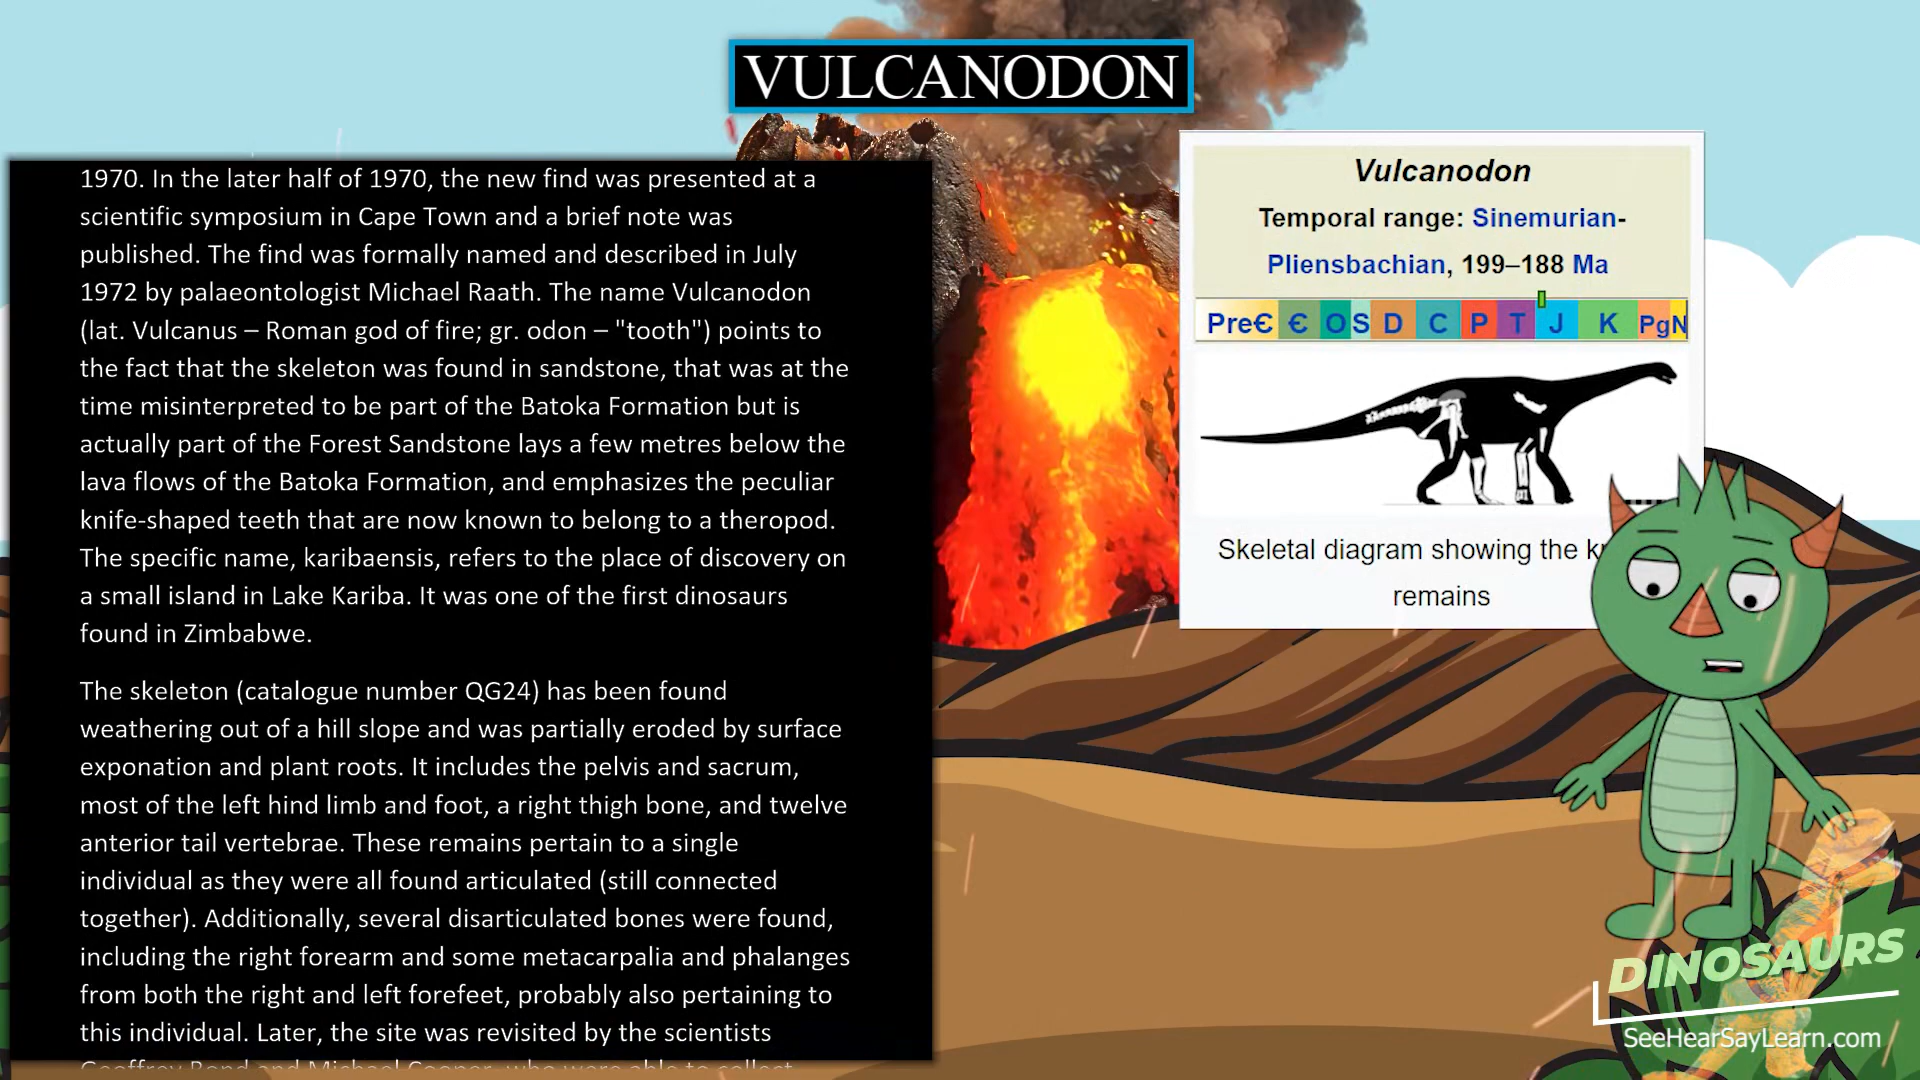 VULCANODON
1970. In the later half of 1970, the new find was presented at a
scientific symposium in Cape Town and a brief note was
published. The find was formally named and described in July
1972 by palaeontologist Michael Raath. The name Vulcanodon
(lat. Vulcanus – Roman god of fire; gr. odon – "tooth") points to
the fact that the skeleton was found in sandstone, that was at the
time misinterpreted to be part of the Batoka Formation but is
actually part of the Forest Sandstone lays a few metres below the
lava flows of the Batoka Formation, and emphasizes the peculiar
knife-shaped teeth that are now known to belong to a theropod.
The specific name, karibaensis, refers to the place of discovery on
a small island in Lake Kariba. It was one of the first dinosaurs
found in Zimbabwe.
The skeleton (catalogue number QG24) has been found
weathering out of a hill slope and was partially eroded by surface
exponation and plant roots. It includes the pelvis and sacrum,
most of the left hind limb and foot, a right thigh bone, and twelve
anterior tail vertebrae. These remains pertain to a single
individual as they were all found articulated (still connected
together). Additionally, several disarticulated bones were found,
including the right forearm and some metacarpalia and phalanges
from both the right and left forefeet, probably also pertaining to
this individual. Later, the site was revisited by the scientists
Geoffrey Bond and Michael Cooper, who were able to collect
Vulcanodon
Temporal range: Sinemurian-
Pliensbachian, 199–188 Ma
PreЄ Є O S D C P T J K Pg N
Skeletal diagram showing the
remains
DINOSAURS
SeeHearSayLearn.com